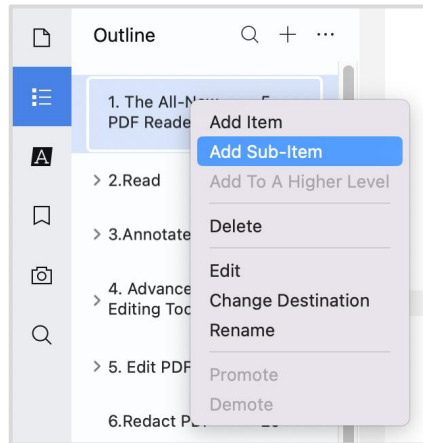 Outline
1. The All-New
PDF Reade
> 2.Read
> 3.Annotate
4. Advance
> Editing Too
> 5. Edit PDF
6.Redact P
Add Item
Add Sub-Item
Add To A Higher Level
Delete
Edit
Change Destination
Rename
Promote
Demote